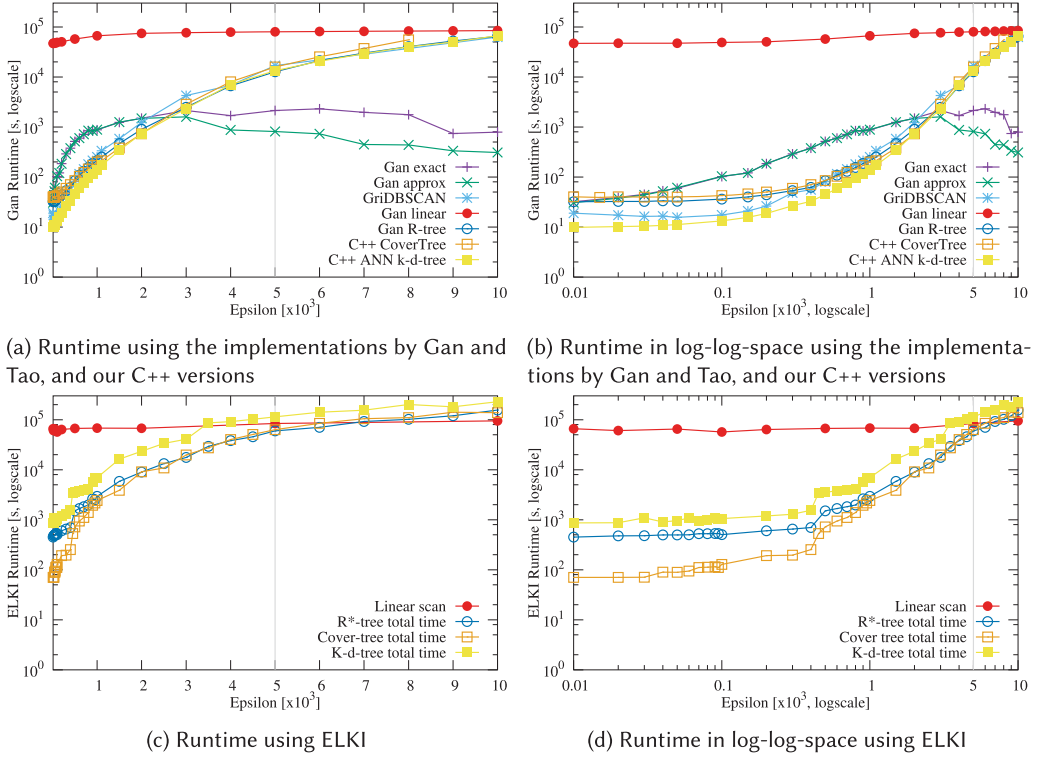 10^5
10^4
10^3
10^2
10^1
10^0
Gan Runtime [s, logscale]
Gan exact
Gan approx
GriDBSCAN
Gan linear
Gan R-tree
C++ CoverTree
C++ ANN k-d-tree
1 2 3 4 5 6 7 8 9 10
Epsilon [x10^3]
10^5
10^4
10^3
10^2
10^1
10^0
Gan Runtime [s, logscale]
Gan exact
Gan approx
GriDBSCAN
Gan linear
Gan R-tree
C++ CoverTree
C++ ANN k-d-tree
0.01 0.1 1 5 10
Epsilon [x10^3, logscale]
(a) Runtime using the implementations by Gan and
Tao, and our C++ versions
(b) Runtime in log-log-space using the implementa-
tions by Gan and Tao, and our C++ versions
10^5
10^4
10^3
10^2
10^1
10^0
ELKI Runtime [s, logscale]
Linear scan
R*-tree total time
Cover-tree total time
K-d-tree total time
1 2 3 4 5 6 7 8 9 10
Epsilon [x10^3]
10^5
10^4
10^3
10^2
10^1
10^0
ELKI Runtime [s, logscale]
Linear scan
R*-tree total time
Cover tree total time
K-d-tree total time
0.01 0.1 1 5 10
Epsilon [x10^3, logscale]
(c) Runtime using ELKI
(d) Runtime in log-log-space using ELKI